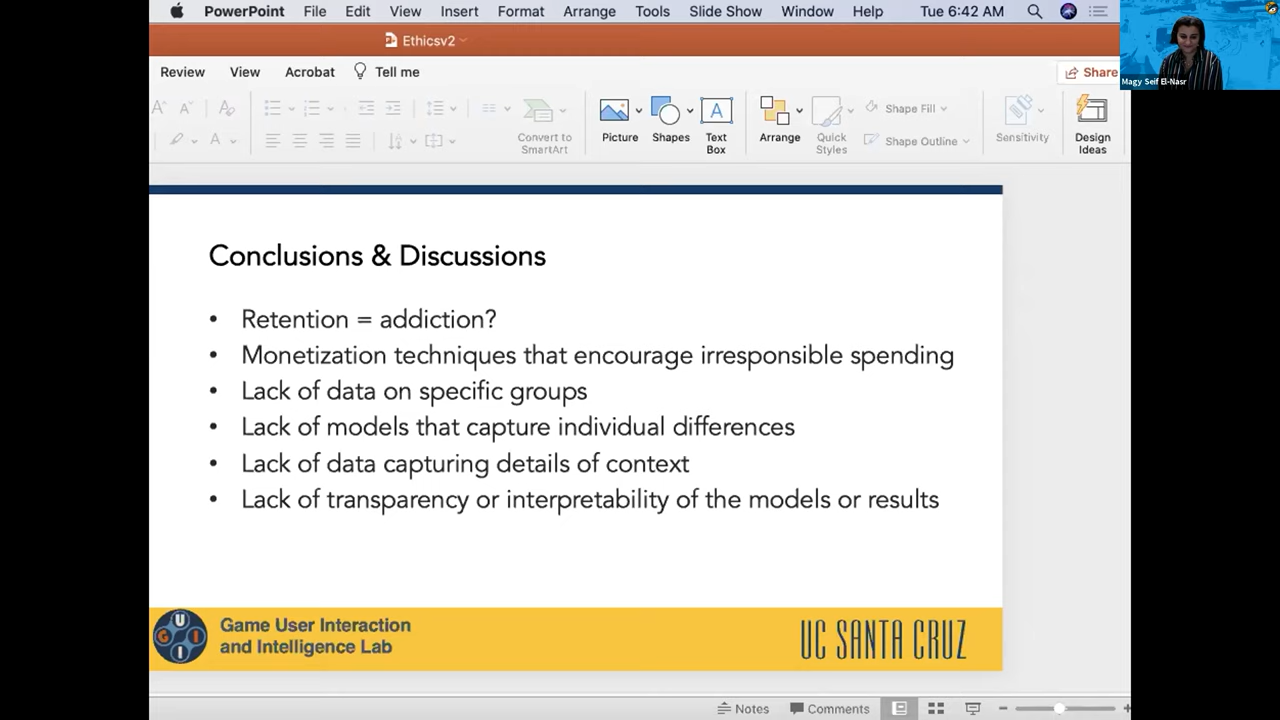 PowerPoint File Edit View Insert Format Arrange Tools Slide Show Window Help Tue 6:42 AM
Ethicsv2
Review View Acrobat Tell me Share
Magy Seif El-Nasr
A A A
A
Convert to SmartArt
Picture
Shapes
A
Text Box
Arrange
Quick Styles
Shape Fill
Shape Outline
Sensitivity
Design Ideas
Conclusions & Discussions
• Retention = addiction?
• Monetization techniques that encourage irresponsible spending
• Lack of data on specific groups
• Lack of models that capture individual differences
• Lack of data capturing details of context
• Lack of transparency or interpretability of the models or results
G U I I
Game User Interaction
and Intelligence Lab
UC SANTA CRUZ
Notes Comments